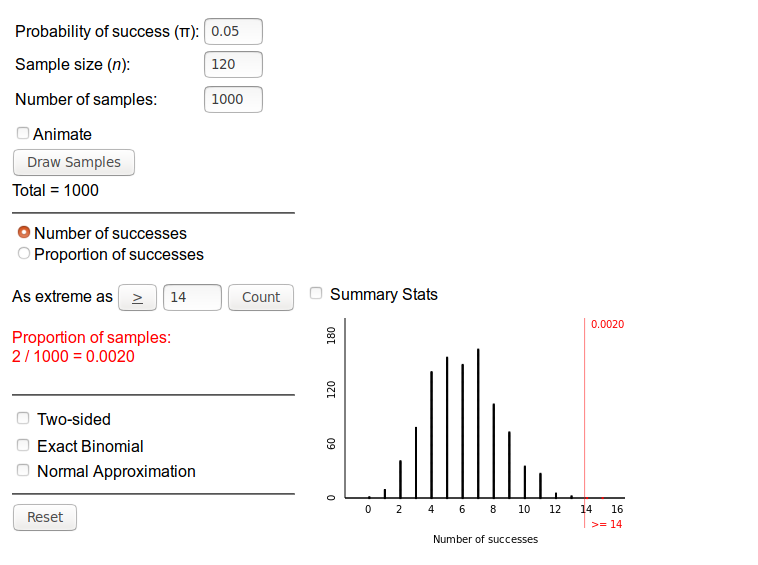 Probability of success (π): 0.05
Sample size (n): 120
Number of samples: 1000
Animate
Draw Samples
Total = 1000
Number of successes
Proportion of successes
As extreme as ≥ 14 Count
Summary Stats
Proportion of samples:
2 / 1000 = 0.0020
Two-sided
Exact Binomial
Normal Approximation
Reset
0.0020
180
120
60
0
0 2 4 6 8 10 12 14 16
>= 14
Number of successes